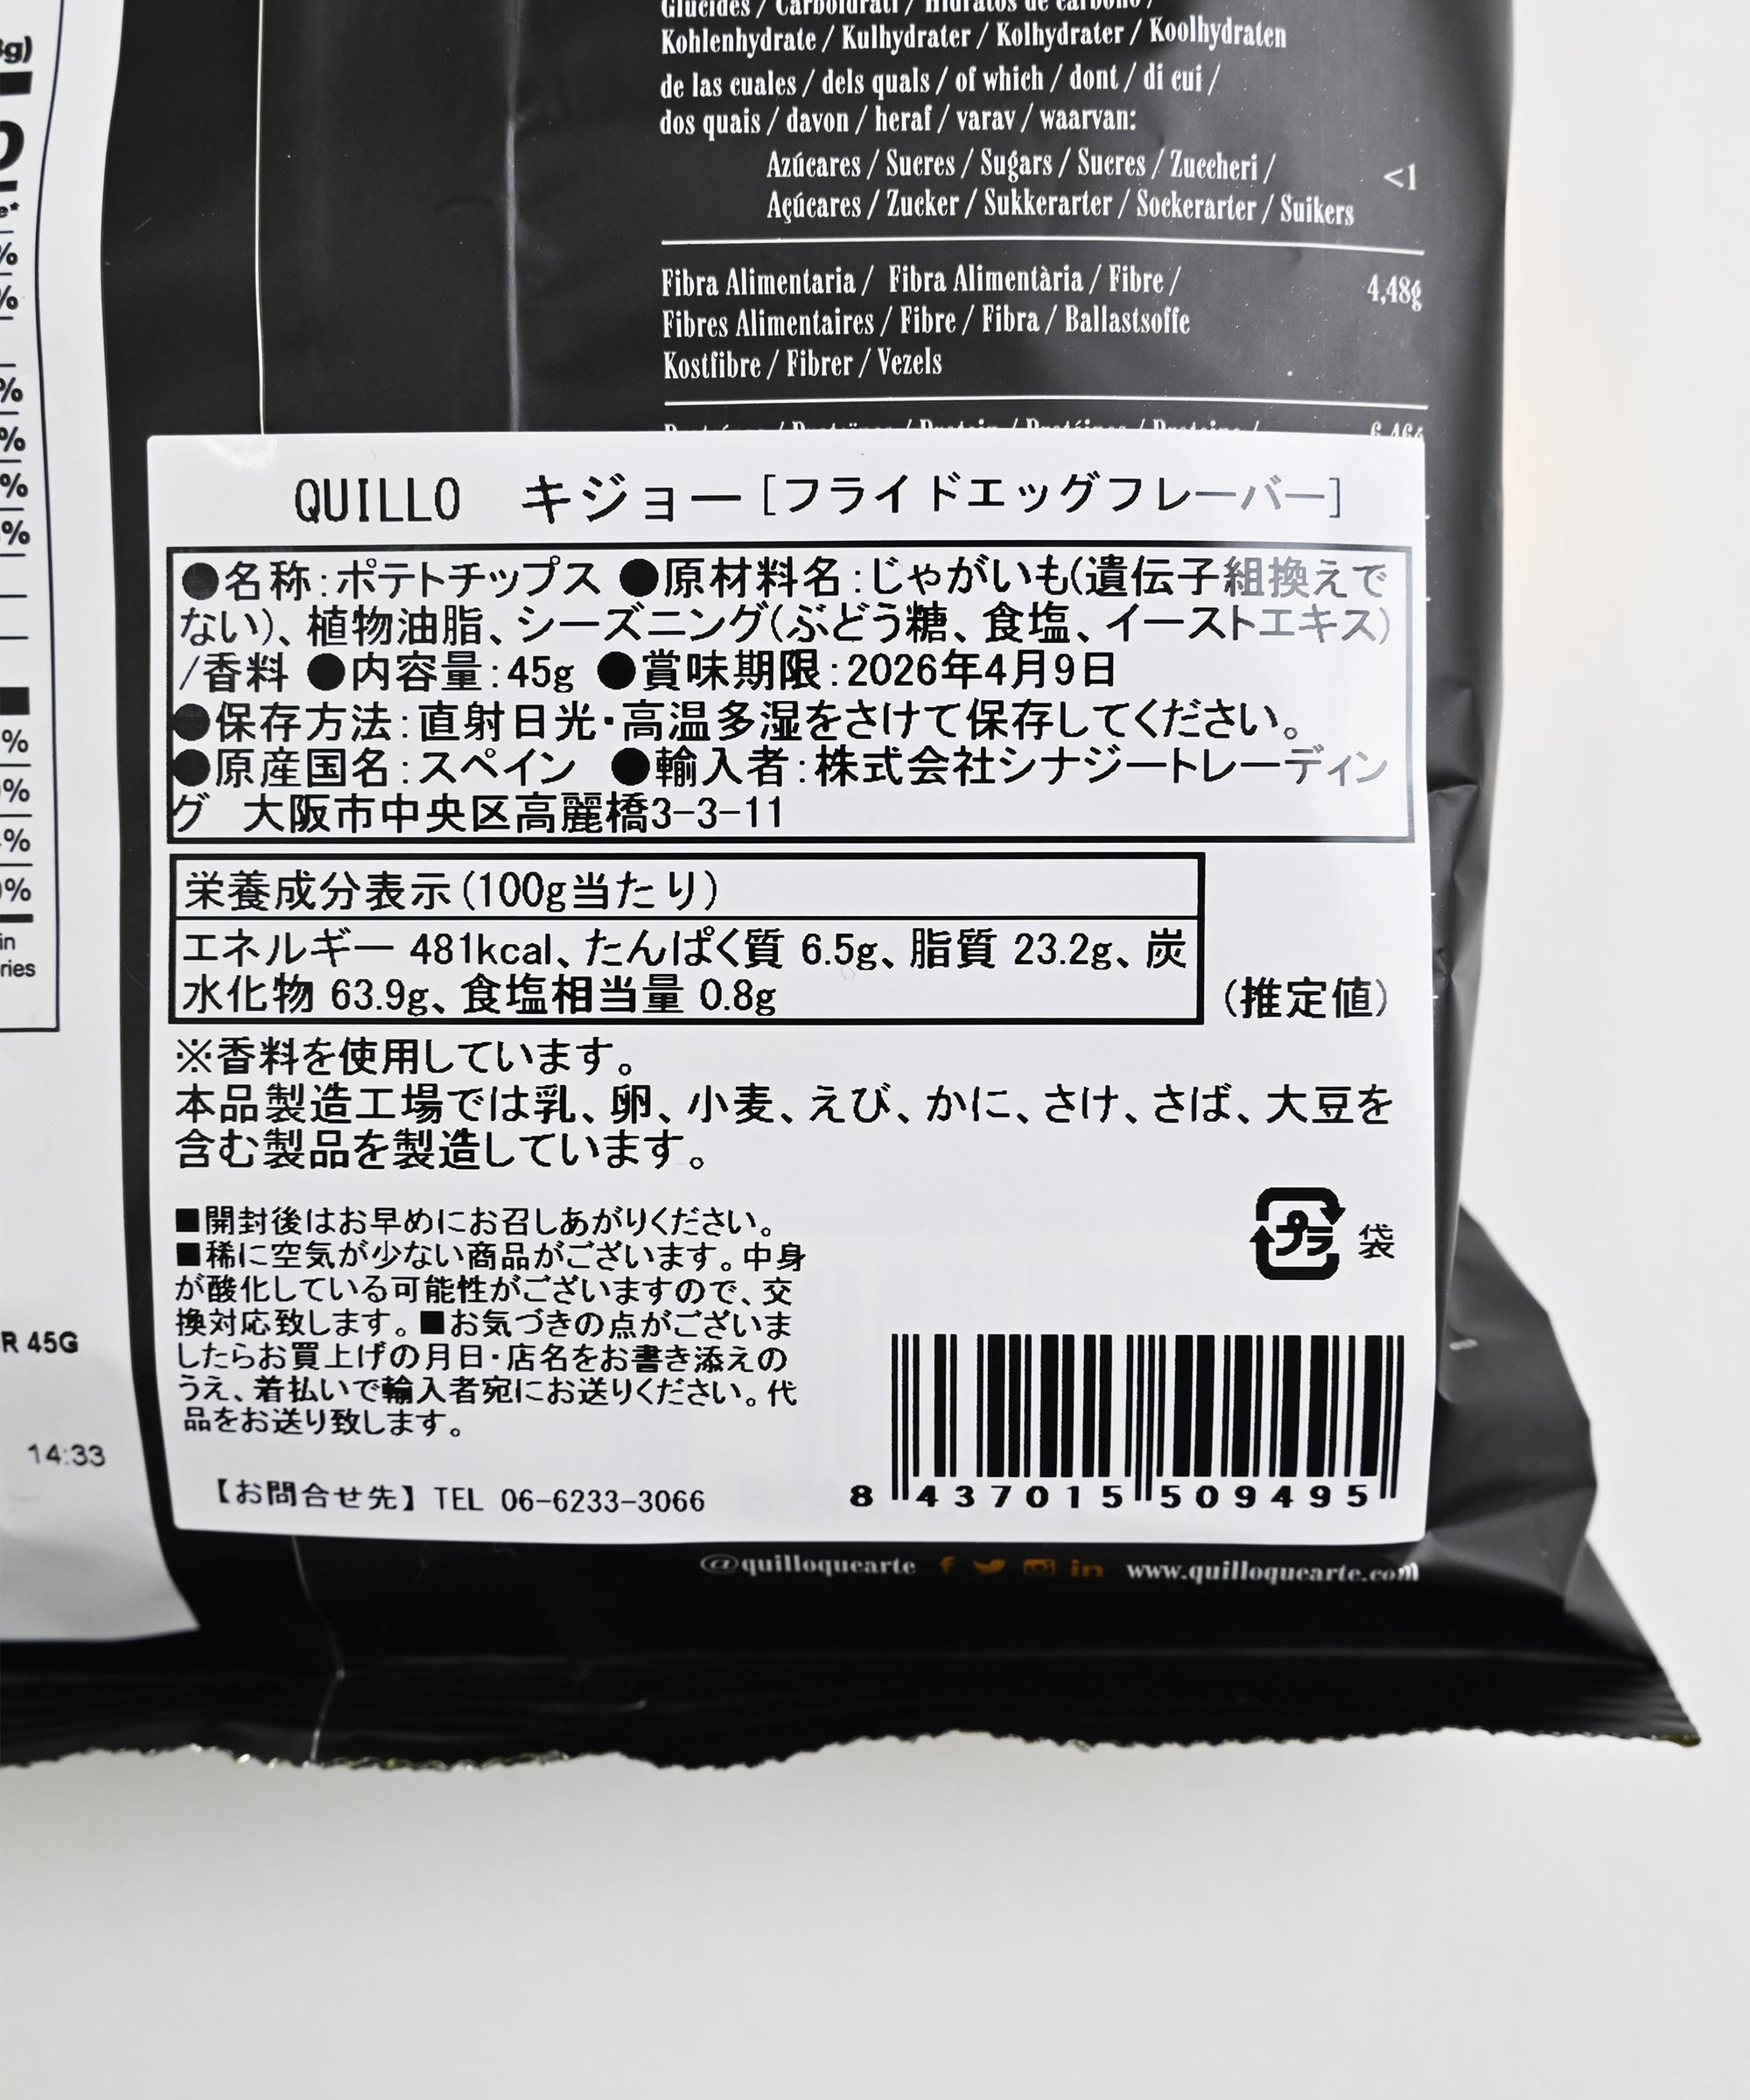 Kohlenhydrate / Kulhydrater / Kolhydrater / Koolhydraten
de las cuales / dels quals / of which / dont / di cui /
dos quais / davon / heraf / varav / waarvan:
Azúcares / Sucres / Sugars / Sucres / Zuccheri /
<1
Açúcares / Zucker / Sukkerarter / Sockerarter / Suikers
Fibra Alimentaria / Fibra Alimentària / Fibre /
4,48g
Fibres Alimentaires / Fibre / Fibra / Ballastsoffe
Kostfibre / Fibrer / Vezels
QUILLO キジョー[フライドエッグフレーバー]
●名称:ポテトチップス ●原材料名:じゃがいも(遺伝子組換えで
ない)、植物油脂、シーズニング(ぶどう糖、食塩、イーストエキス)
/香料 ●内容量:45g ●賞味期限:2026年4月9日
●保存方法:直射日光・高温多湿をさけて保存してください。
●原産国名:スペイン ●輸入者:株式会社シナジートレーディン
グ 大阪市中央区高麗橋3-3-11
栄養成分表示(100g当たり)
エネルギー 481kcal、たんぱく質 6.5g、脂質 23.2g、炭
水化物 63.9g、食塩相当量 0.8g
(推定値)
※香料を使用しています。
本品製造工場では乳、卵、小麦、えび、かに、さけ、さば、大豆を
含む製品を製造しています。
■開封後はお早めにお召しあがりください。
■稀に空気が少ない商品がございます。中身
が酸化している可能性がございますので、交
換対応致します。■お気づきの点がございま
したらお買上げの月日・店名をお書き添えの
うえ、着払いで輸入者宛にお送りください。代
品をお送り致します。
【お問合せ先】TEL 06-6233-3066
プラ 袋
8 437015 509495
R 45G
14:33
@quilloquearte f in www.quilloquearte.com